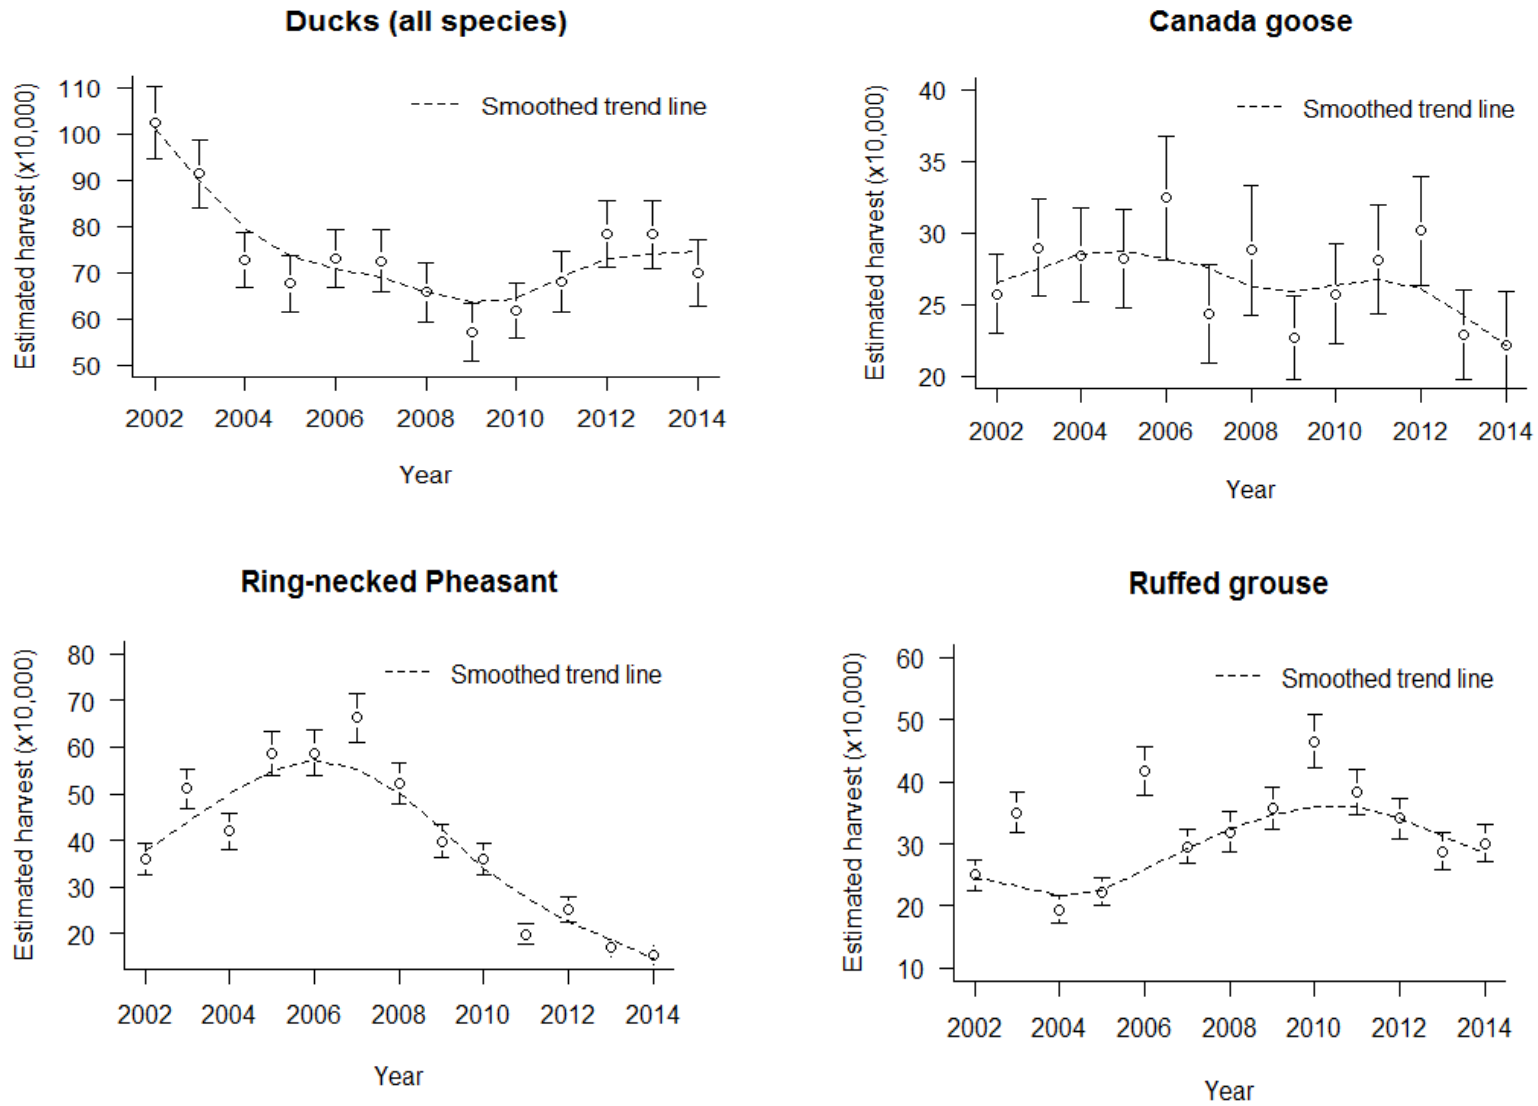 Ducks (all species)
Estimated harvest (x10,000)
110
100
90
80
70
60
50
Smoothed trend line
2002 2004 2006 2008 2010 2012 2014
Year
Canada goose
Estimated harvest (x10,000)
40
35
30
25
20
Smoothed trend line
2002 2004 2006 2008 2010 2012 2014
Year
Ring-necked Pheasant
Estimated harvest (x10,000)
80
70
60
50
40
30
20
Smoothed trend line
2002 2004 2006 2008 2010 2012 2014
Year
Ruffed grouse
Estimated harvest (x10,000)
60
50
40
30
20
10
Smoothed trend line
2002 2004 2006 2008 2010 2012 2014
Year